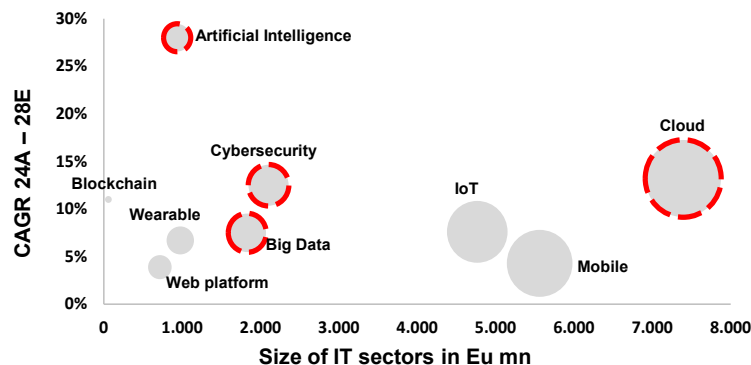 30%
25%
20%
15%
10%
5%
0%
CAGR 24A – 28E
Artificial Intelligence
Cloud
Cybersecurity
Blockchain
IoT
Wearable
Big Data
Mobile
Web platform
0 1.000 2.000 3.000 4.000 5.000 6.000 7.000 8.000
Size of IT sectors in Eu mn